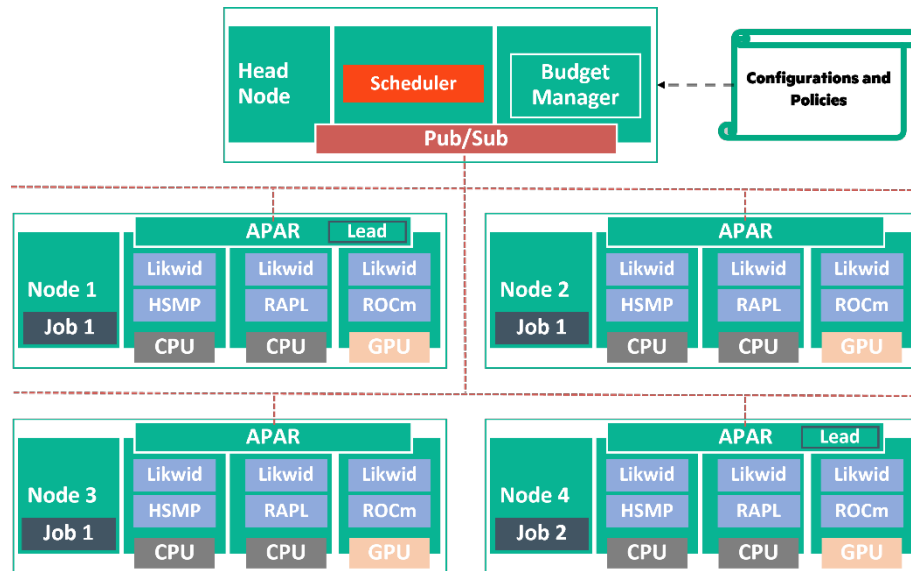 Head
Node
Scheduler
Budget
Manager
Pub/Sub
Configurations and
Policies
APAR
Lead
Node 1
Job 1
Likwid
Likwid
Likwid
HSMP
RAPL
ROCm
CPU
CPU
GPU
APAR
Node 2
Job 1
Likwid
Likwid
Likwid
HSMP
RAPL
ROCm
CPU
CPU
GPU
APAR
Node 3
Job 1
Likwid
Likwid
Likwid
HSMP
RAPL
ROCm
CPU
CPU
GPU
APAR
Lead
Node 4
Job 2
Likwid
Likwid
Likwid
HSMP
RAPL
ROCm
CPU
CPU
GPU